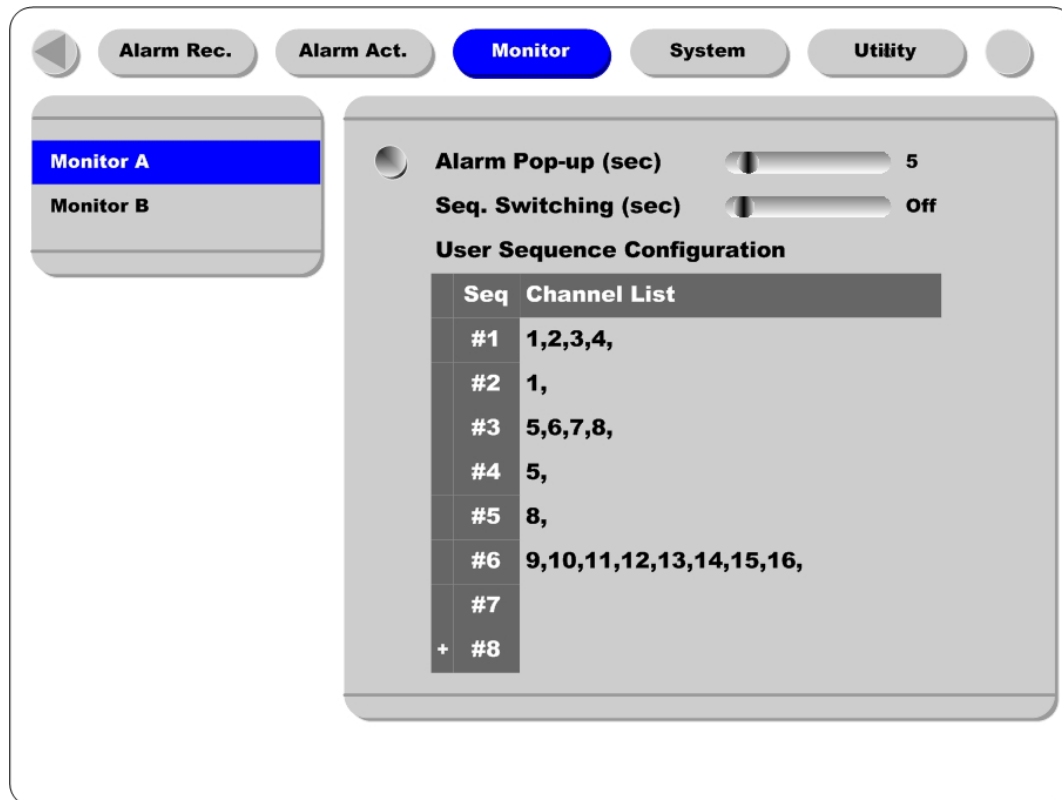 Alarm Rec. Alarm Act. Monitor System Utility
Monitor A
Monitor B
Alarm Pop-up (sec) 5
Seq. Switching (sec) Off
User Sequence Configuration
Seq Channel List
#1 1,2,3,4,
#2 1,
#3 5,6,7,8,
#4 5,
#5 8,
#6 9,10,11,12,13,14,15,16,
#7
+ #8